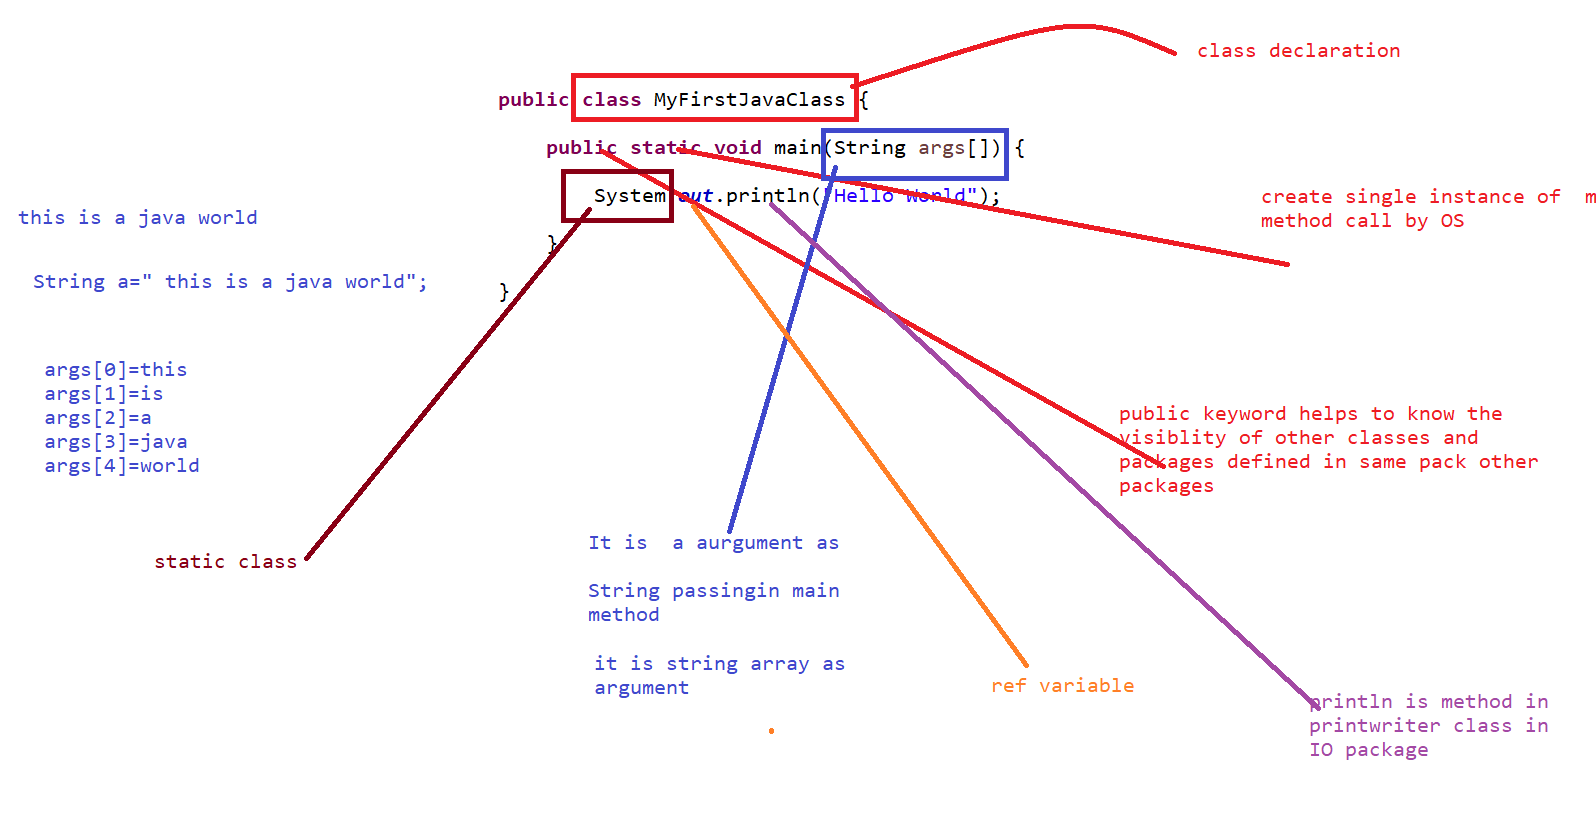 class declaration
public class MyFirstJavaClass {
public static void main(String args[]) {
System out.println("Hello World");
}
}
this is a java world
String a=" this is a java world";
args[0]=this
args[1]=is
args[2]=a
args[3]=java
args[4]=world
static class
create single instance of m
method call by OS
public keyword helps to know the
visiblity of other classes and
packages defined in same pack other
packages
It is a aurgument as
String passingin main
method
it is string array as
argument
ref variable
println is method in
printwriter class in
IO package